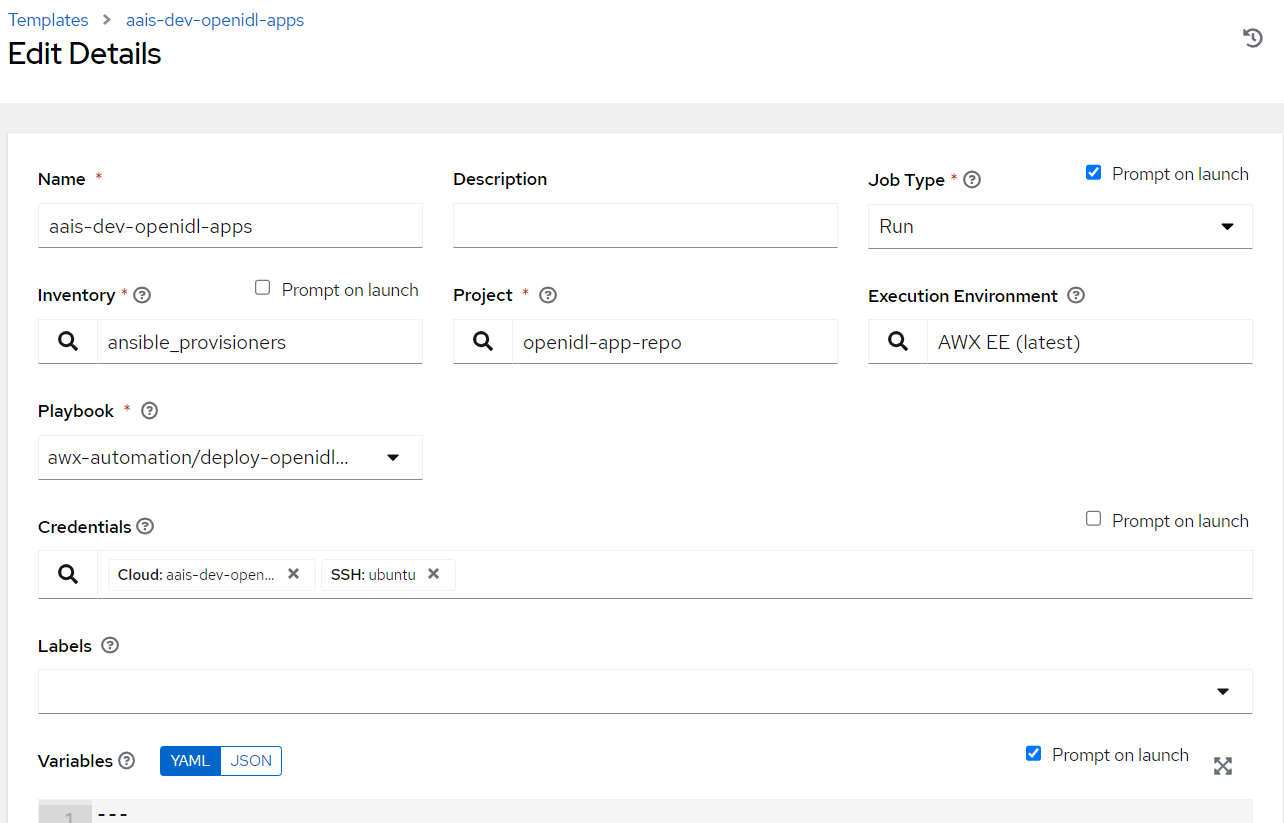 Templates > aais-dev-openidl-apps
Edit Details
Name *
Description
Job Type *
Prompt on launch
aais-dev-openidl-apps
Run
Inventory *
Prompt on launch
Project *
Execution Environment
ansible_provisioners
openidl-app-repo
AWX EE (latest)
Playbook *
awx-automation/deploy-openidl...
Credentials
Prompt on launch
Cloud: aais-dev-open...
SSH: ubuntu
Labels
Variables
YAML
JSON
Prompt on launch
1 ---